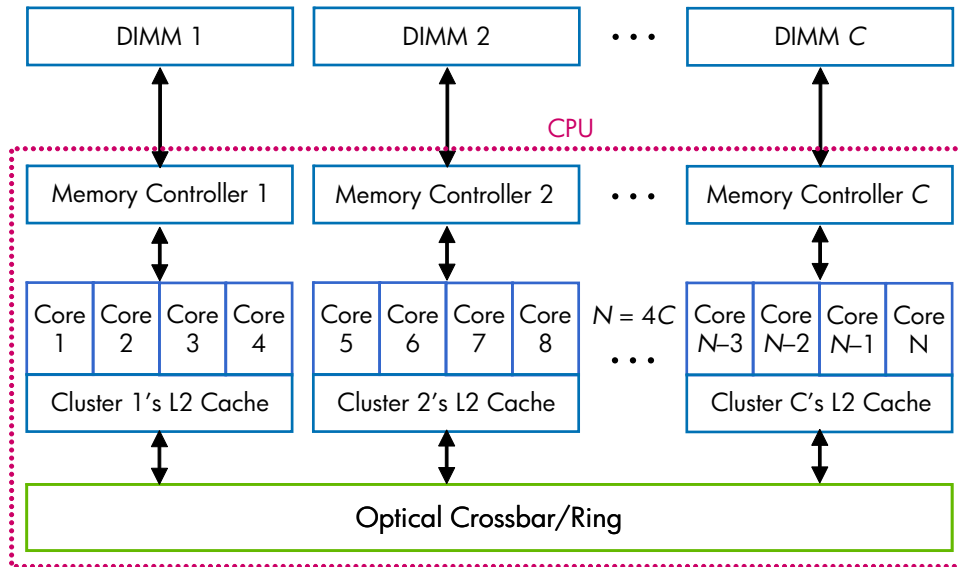 DIMM 1
DIMM 2
• • •
DIMM C
CPU
Memory Controller 1
Memory Controller 2
• • •
Memory Controller C
Core 1
Core 2
Core 3
Core 4
Core 5
Core 6
Core 7
Core 8
N = 4C
• • •
Core N–3
Core N–2
Core N–1
Core N
Cluster 1's L2 Cache
Cluster 2's L2 Cache
Cluster C's L2 Cache
Optical Crossbar/Ring